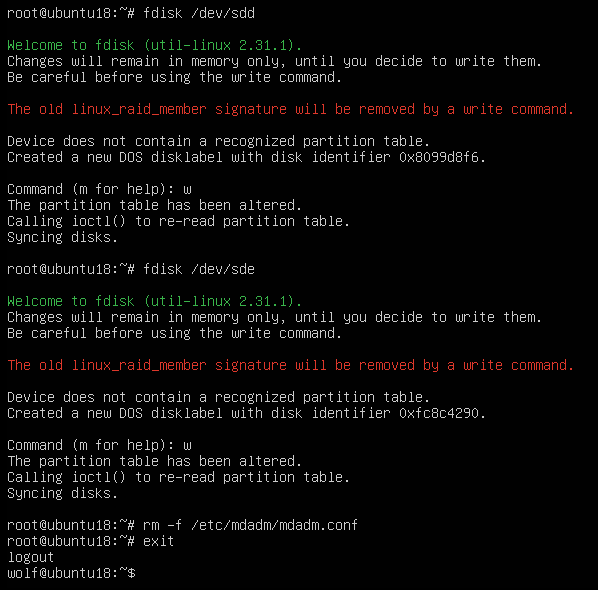 root@ubuntu18:~# fdisk /dev/sdd
Welcome to fdisk (util-linux 2.31.1).
Changes will remain in memory only, until you decide to write them.
Be careful before using the write command.
The old linux_raid_member signature will be removed by a write command.
Device does not contain a recognized partition table.
Created a new DOS disklabel with disk identifier 0x8099d8f6.
Command (m for help): w
The partition table has been altered.
Calling ioctl() to re-read partition table.
Syncing disks.
root@ubuntu18:~# fdisk /dev/sde
Welcome to fdisk (util-linux 2.31.1).
Changes will remain in memory only, until you decide to write them.
Be careful before using the write command.
The old linux_raid_member signature will be removed by a write command.
Device does not contain a recognized partition table.
Created a new DOS disklabel with disk identifier 0xfc8c4290.
Command (m for help): w
The partition table has been altered.
Calling ioctl() to re-read partition table.
Syncing disks.
root@ubuntu18:~# rm -f /etc/mdadm/mdadm.conf
root@ubuntu18:~# exit
logout
wolf@ubuntu18:~$